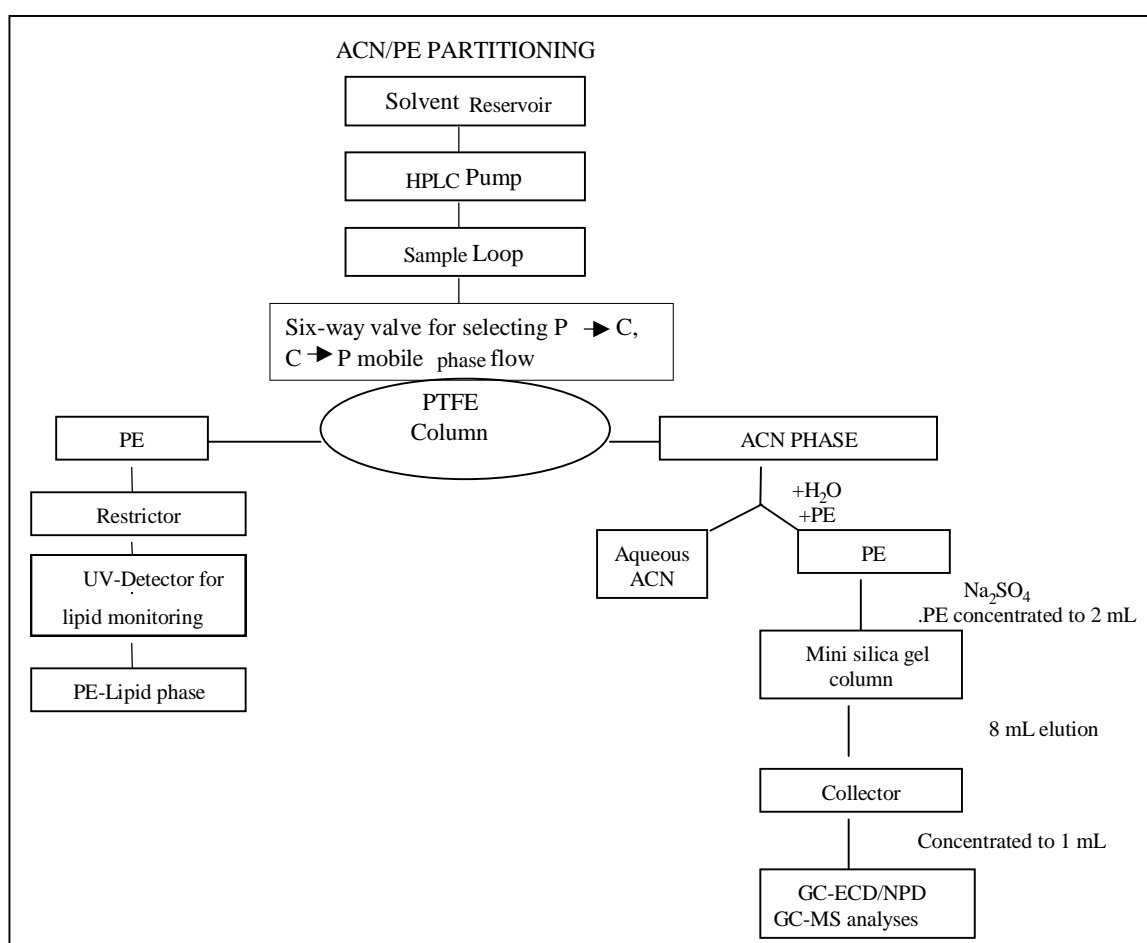 ACN/PE PARTITIONING
Solvent Reservoir
HPLC Pump
Sample Loop
Six-way valve for selecting P → C,
C → P mobile phase flow
PTFE
Column
PE
Restrictor
UV-Detector for
lipid monitoring
PE-Lipid phase
ACN PHASE
+H₂O
+PE
Aqueous
ACN
PE
Na₂SO₄
.PE concentrated to 2 mL
Mini silica gel
column
8 mL elution
Collector
Concentrated to 1 mL
GC-ECD/NPD
GC-MS analyses